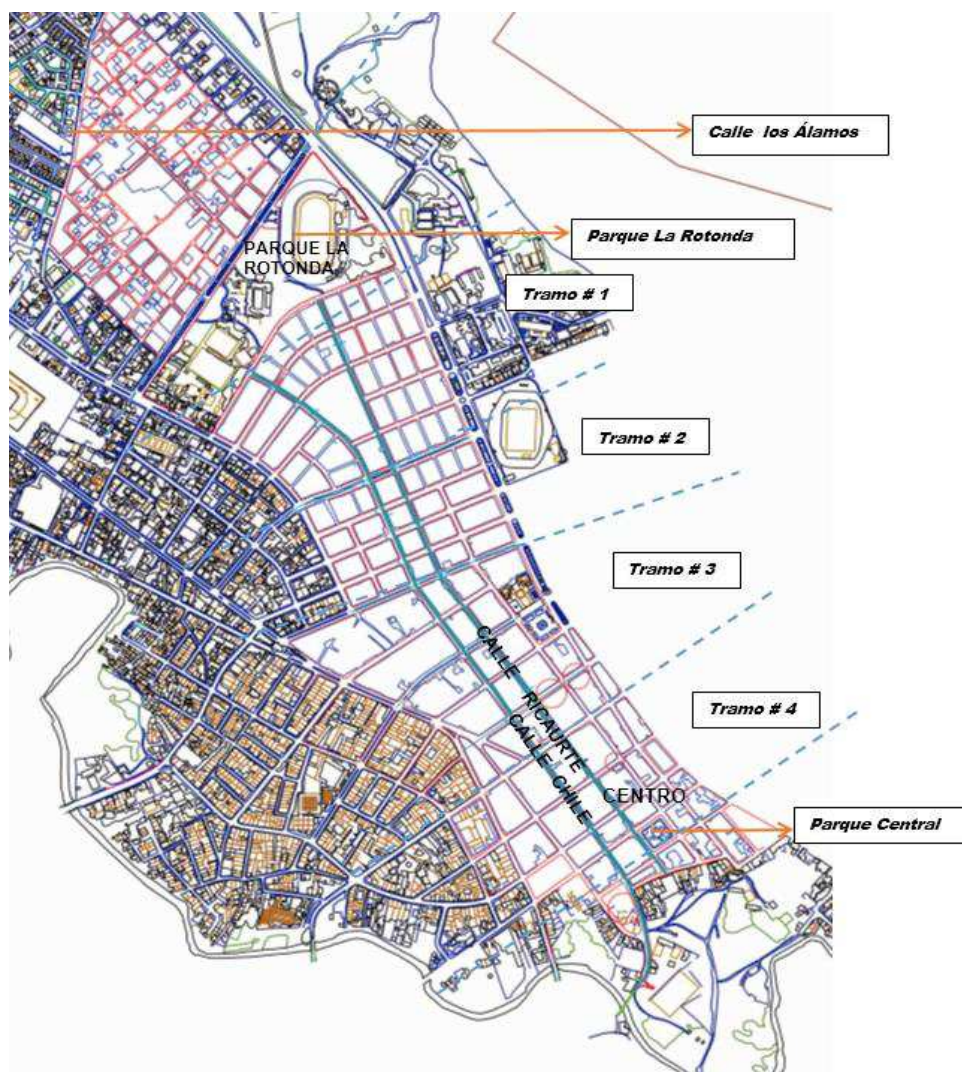 Calle los Álamos
Parque La Rotonda
PARQUE LA
ROTONDA
Tramo # 1
Tramo # 2
Tramo # 3
CALLE RICAURTE
CALLE CHILE
Tramo # 4
CENTRO
Parque Central